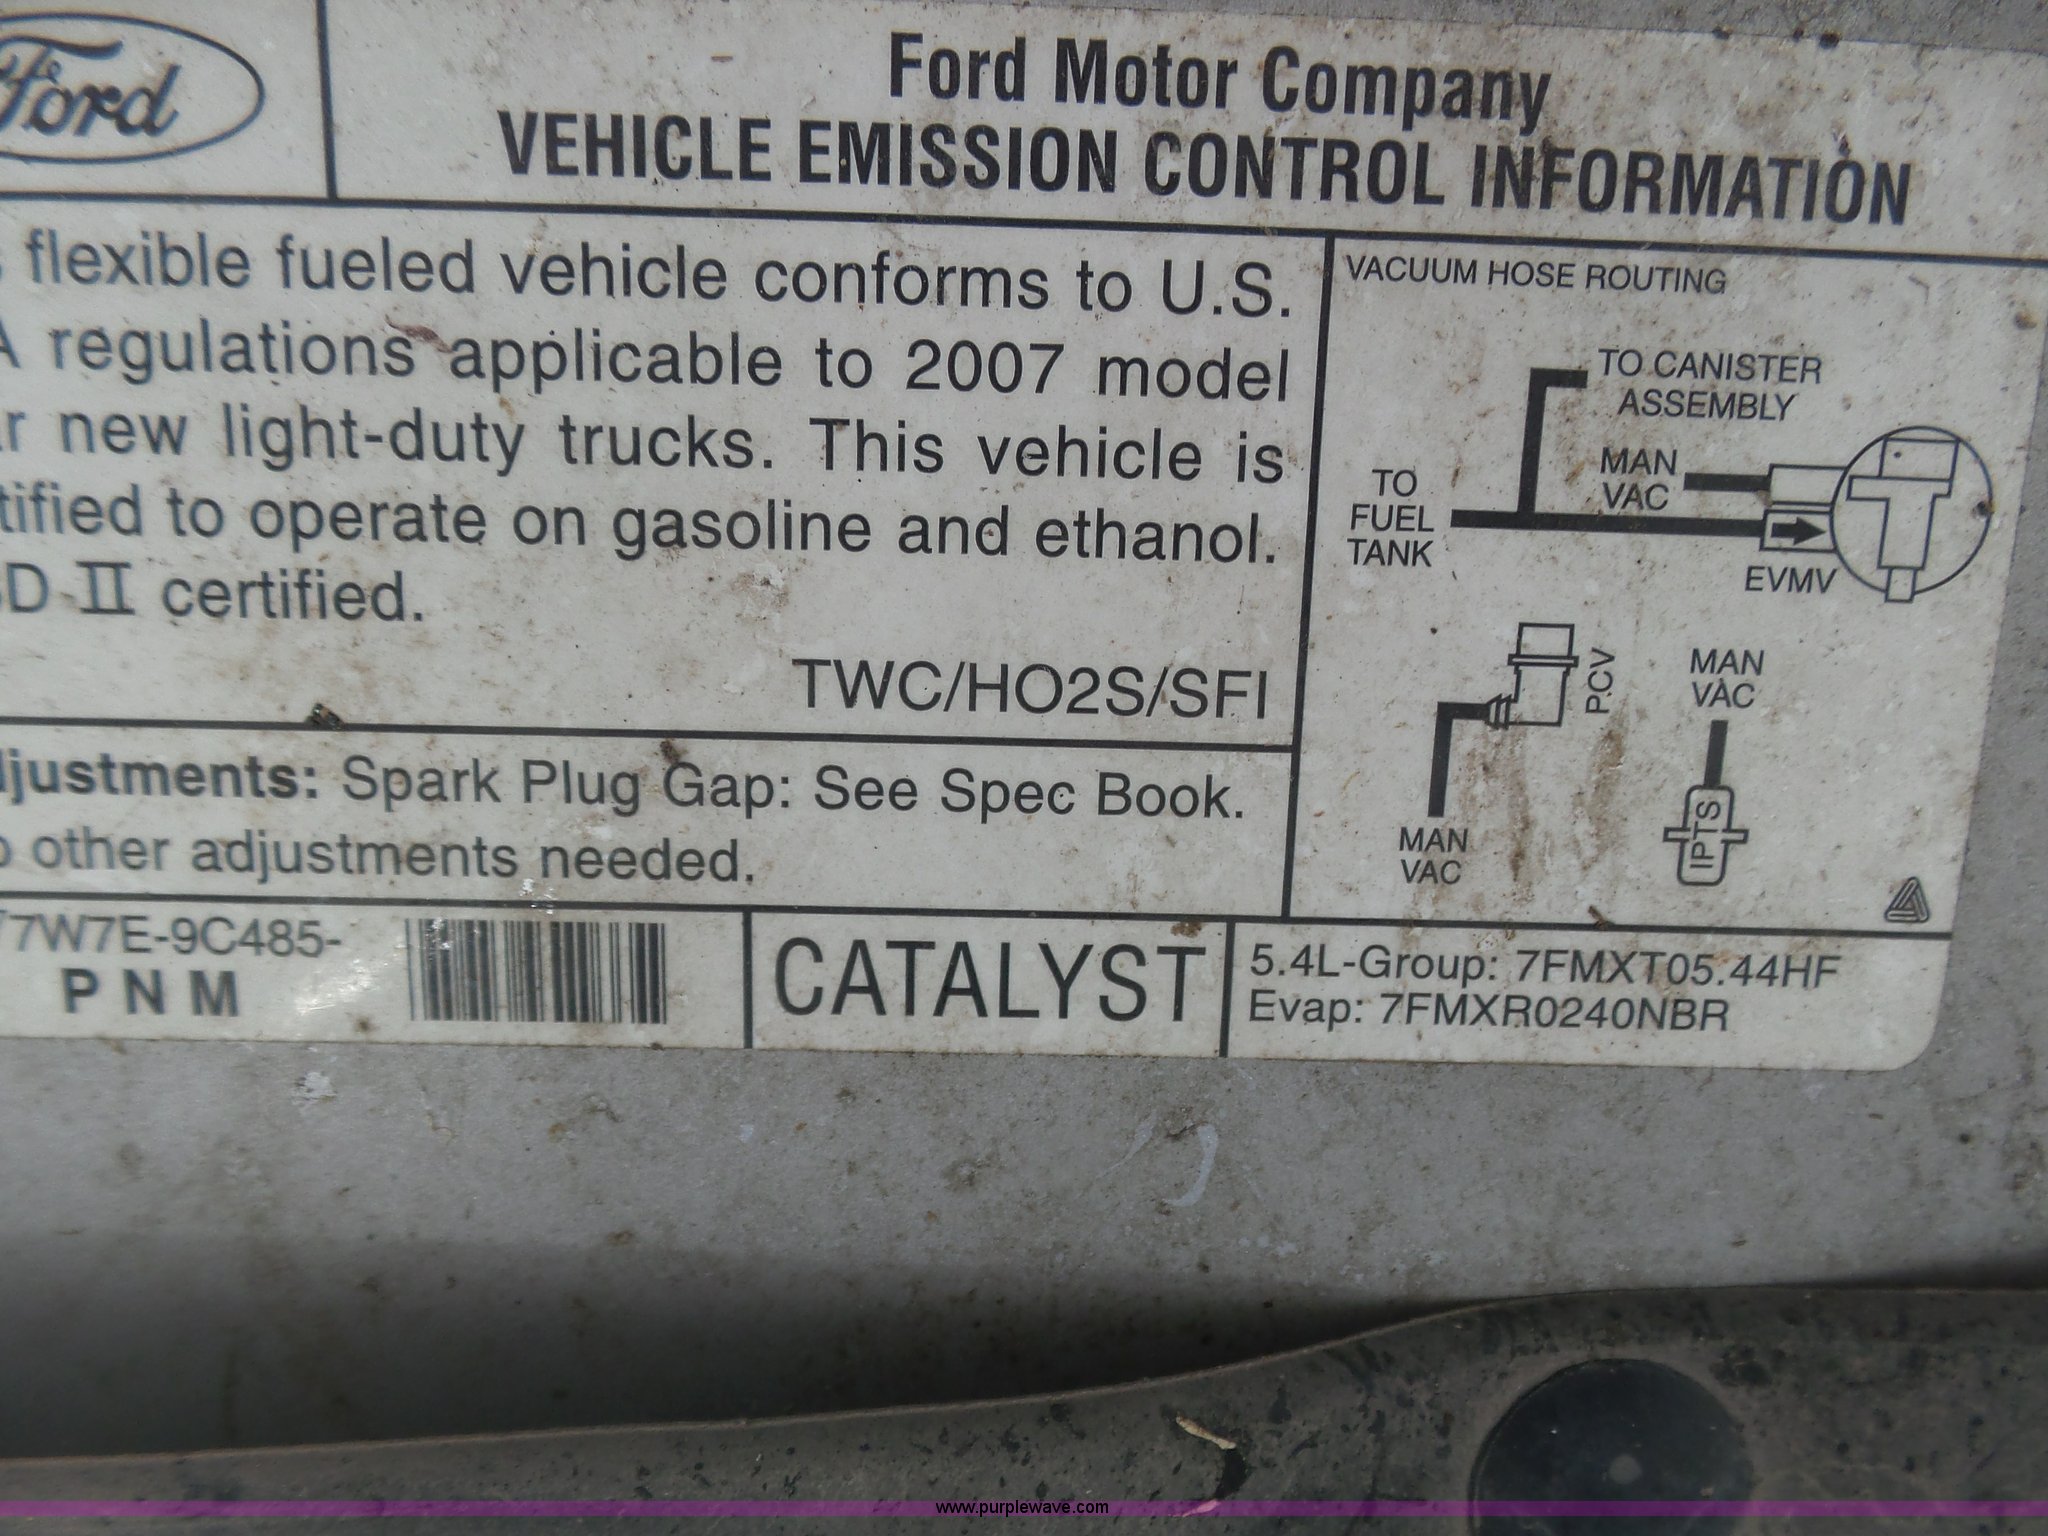 Ford
Ford Motor Company
VEHICLE EMISSION CONTROL INFORMATION
flexible fueled vehicle conforms to U.S.
A regulations applicable to 2007 model
r new light-duty trucks. This vehicle is
tified to operate on gasoline and ethanol.
D II certified.
TWC/HO2S/SFI
djustments: Spark Plug Gap: See Spec Book.
o other adjustments needed.
7W7E-9C485-
P N M
CATALYST
5.4L-Group: 7FMXT05.44HF
Evap: 7FMXR0240NBR
VACUUM HOSE ROUTING
TO CANISTER
ASSEMBLY
MAN
VAC
TO
FUEL
TANK
EVMV
PCV
MAN
VAC
MAN
VAC
IPTS
www.purplewave.com